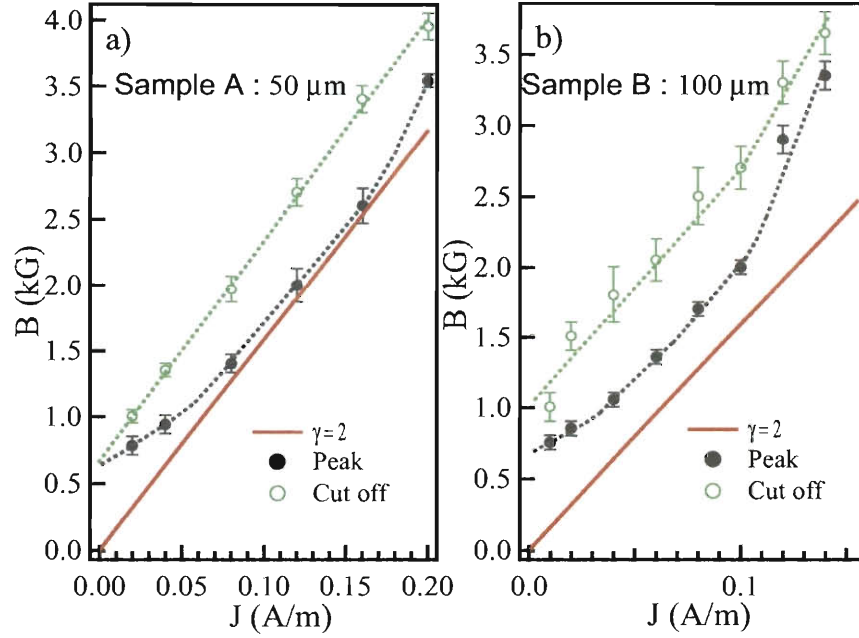 a)
Sample A : 50 µm
B (kG)
4.0
3.5
3.0
2.5
2.0
1.5
1.0
0.5
0.0
γ=2
Peak
Cut off
0.00 0.05 0.10 0.15 0.20
J (A/m)
b)
Sample B : 100 µm
B (kG)
3.5
3.0
2.5
2.0
1.5
1.0
0.5
0.0
γ=2
Peak
Cut off
0.0 0.1
J (A/m)